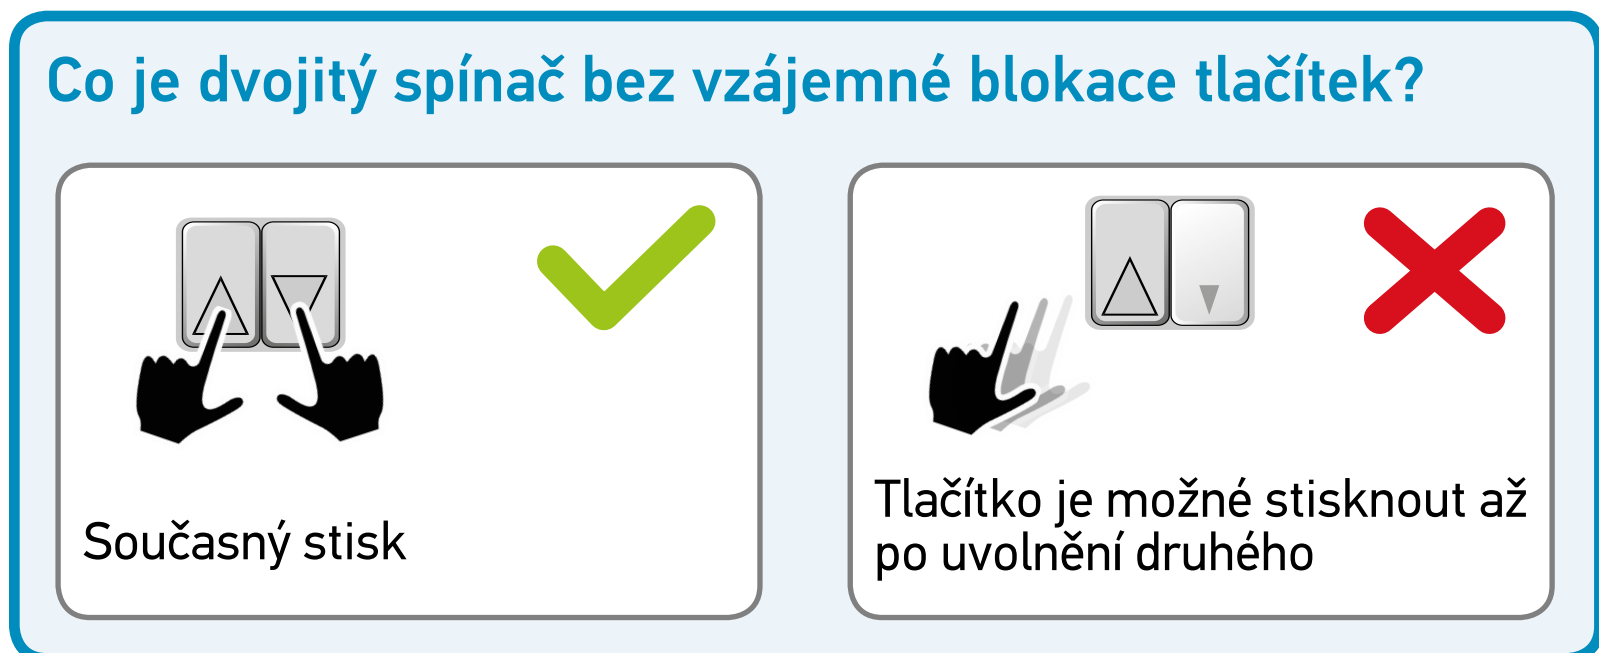 Co je dvojitý spínač bez vzájemné blokace tlačítek?
Současný stisk
Tlačítko je možné stisknout až
po uvolnění druhého